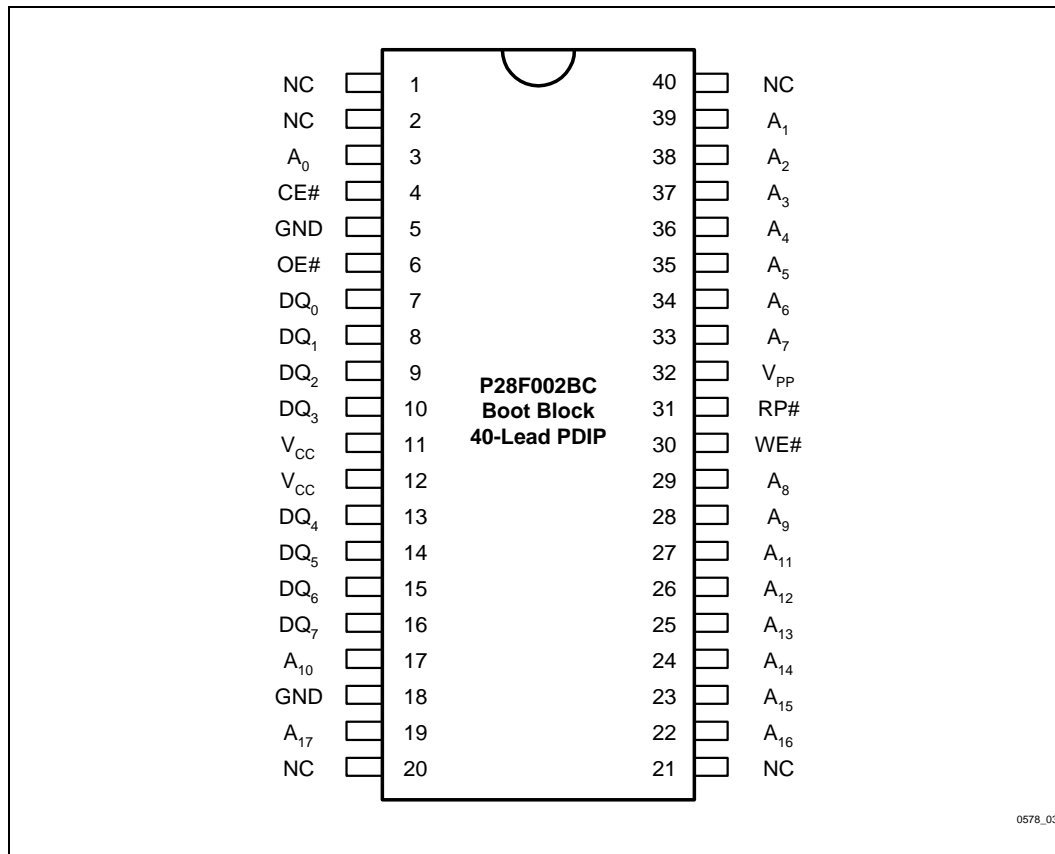 NC 1 40 NC
NC 2 39 A₁
A₀ 3 38 A₂
CE# 4 37 A₃
GND 5 36 A₄
OE# 6 35 A₅
DQ₀ 7 34 A₆
DQ₁ 8 33 A₇
DQ₂ 9 32 V_PP
P28F002BC
DQ₃ 10 31 RP#
Boot Block
40-Lead PDIP
V_CC 11 30 WE#
V_CC 12 29 A₈
DQ₄ 13 28 A₉
DQ₅ 14 27 A₁₁
DQ₆ 15 26 A₁₂
DQ₇ 16 25 A₁₃
A₁₀ 17 24 A₁₄
GND 18 23 A₁₅
A₁₇ 19 22 A₁₆
NC 20 21 NC
0578_03